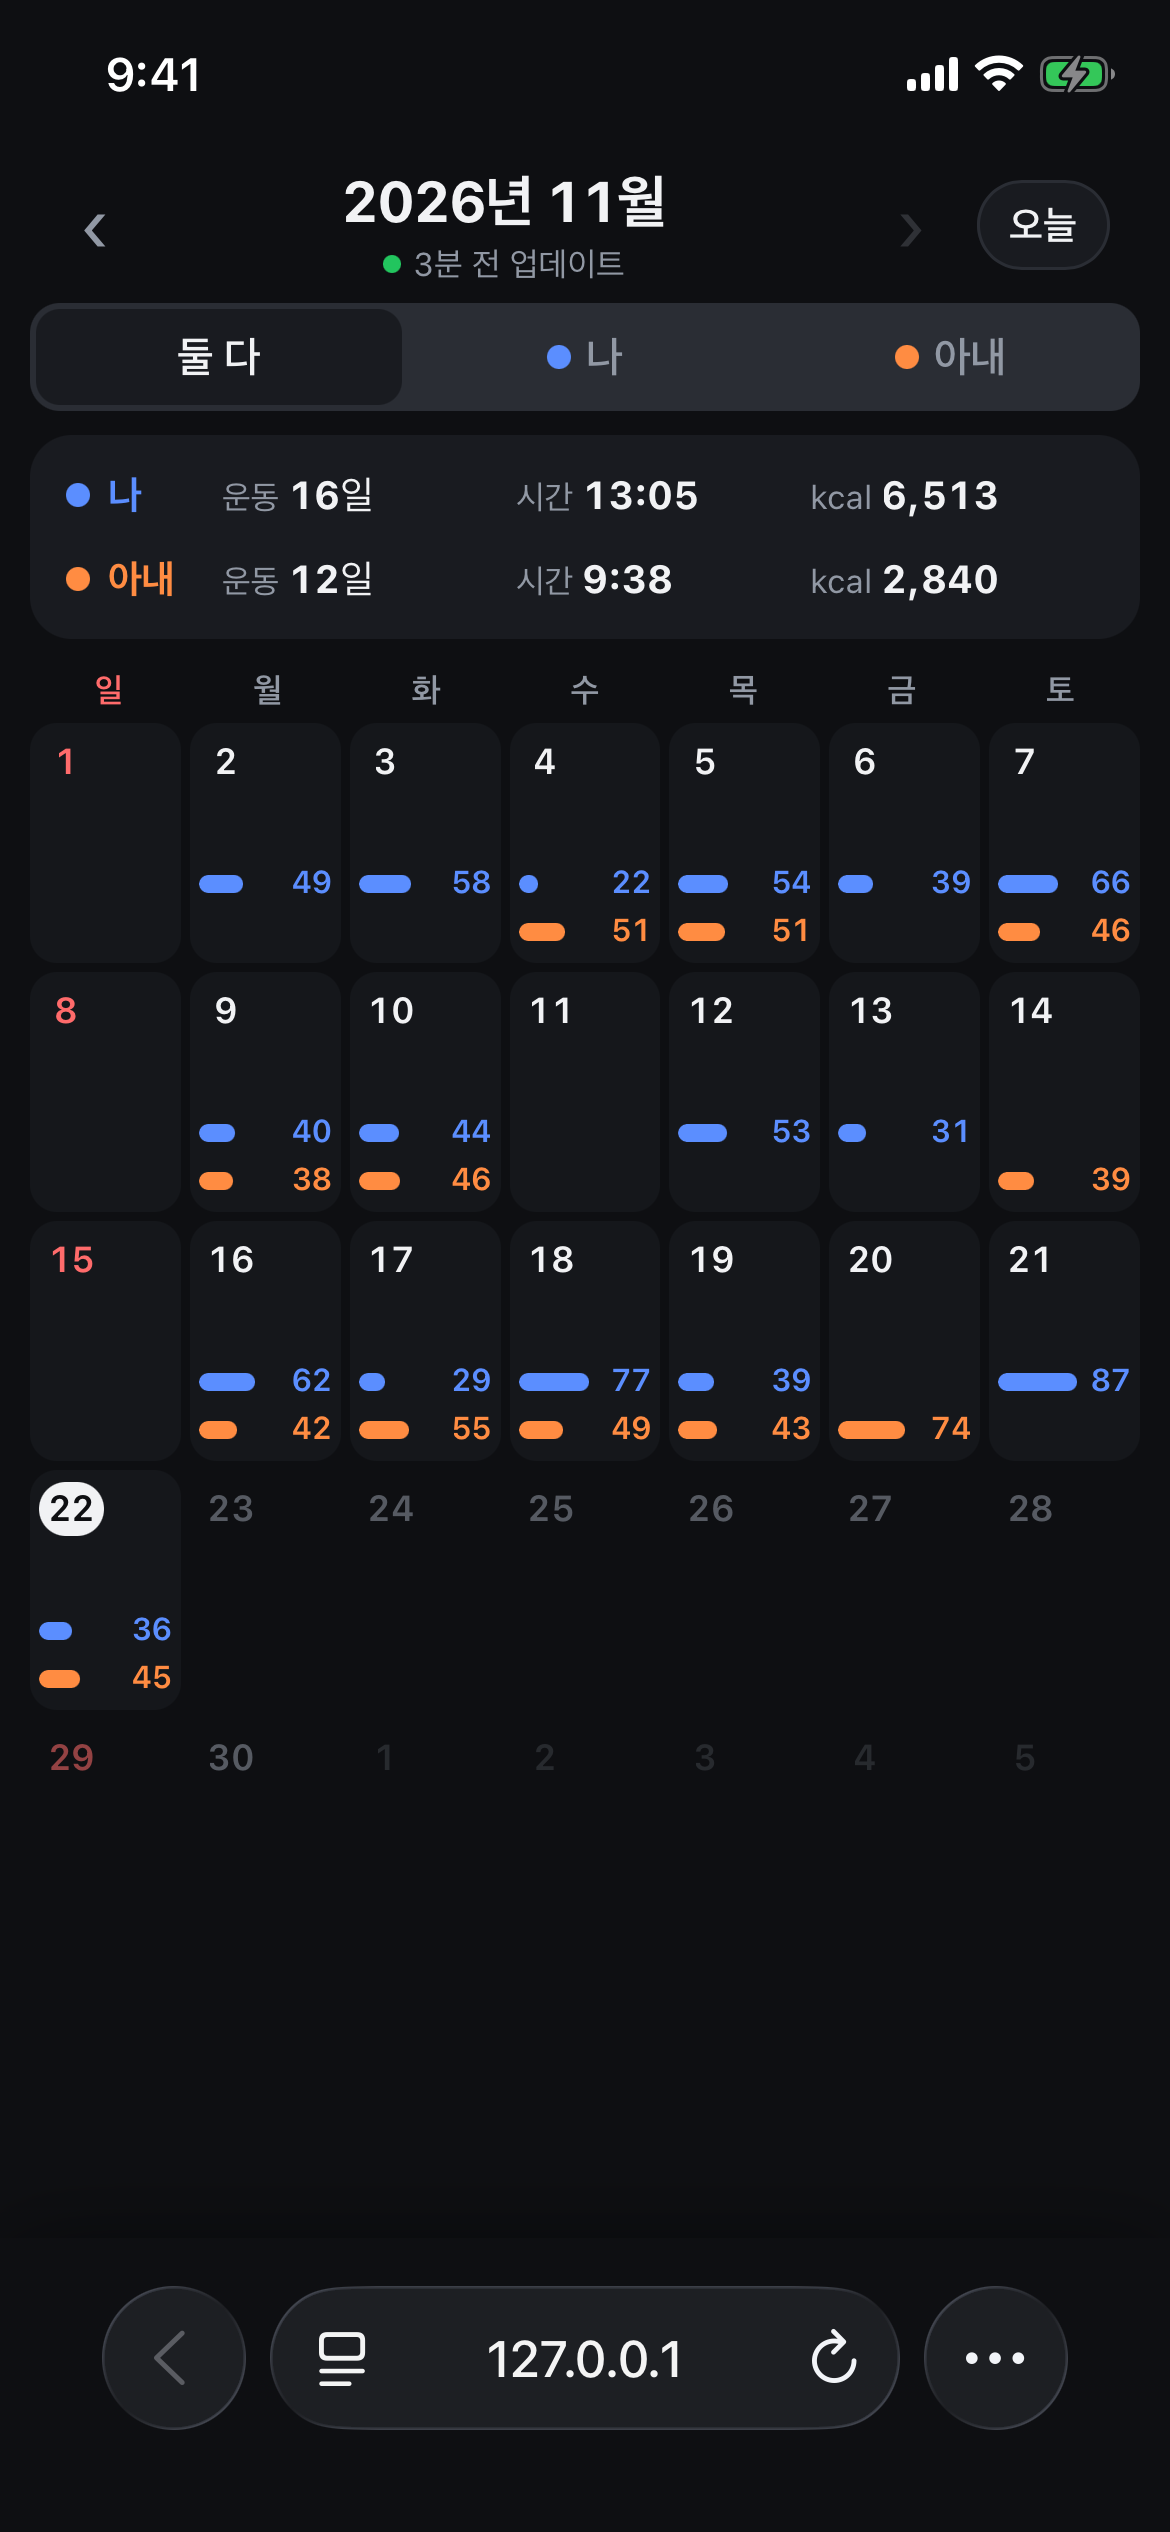 9:41
2026년 11월
3분 전 업데이트
오늘
둘 다 나 아내
나 운동 16일 시간 13:05 kcal 6,513
아내 운동 12일 시간 9:38 kcal 2,840
일 월 화 수 목 금 토
1 2 3 4 5 6 7
49 58 22 54 39 66
51 51 46
8 9 10 11 12 13 14
40 44 53 31
38 46 39
15 16 17 18 19 20 21
62 29 77 39 87
42 55 49 43 74
22 23 24 25 26 27 28
36
45
29 30 1 2 3 4 5
127.0.0.1